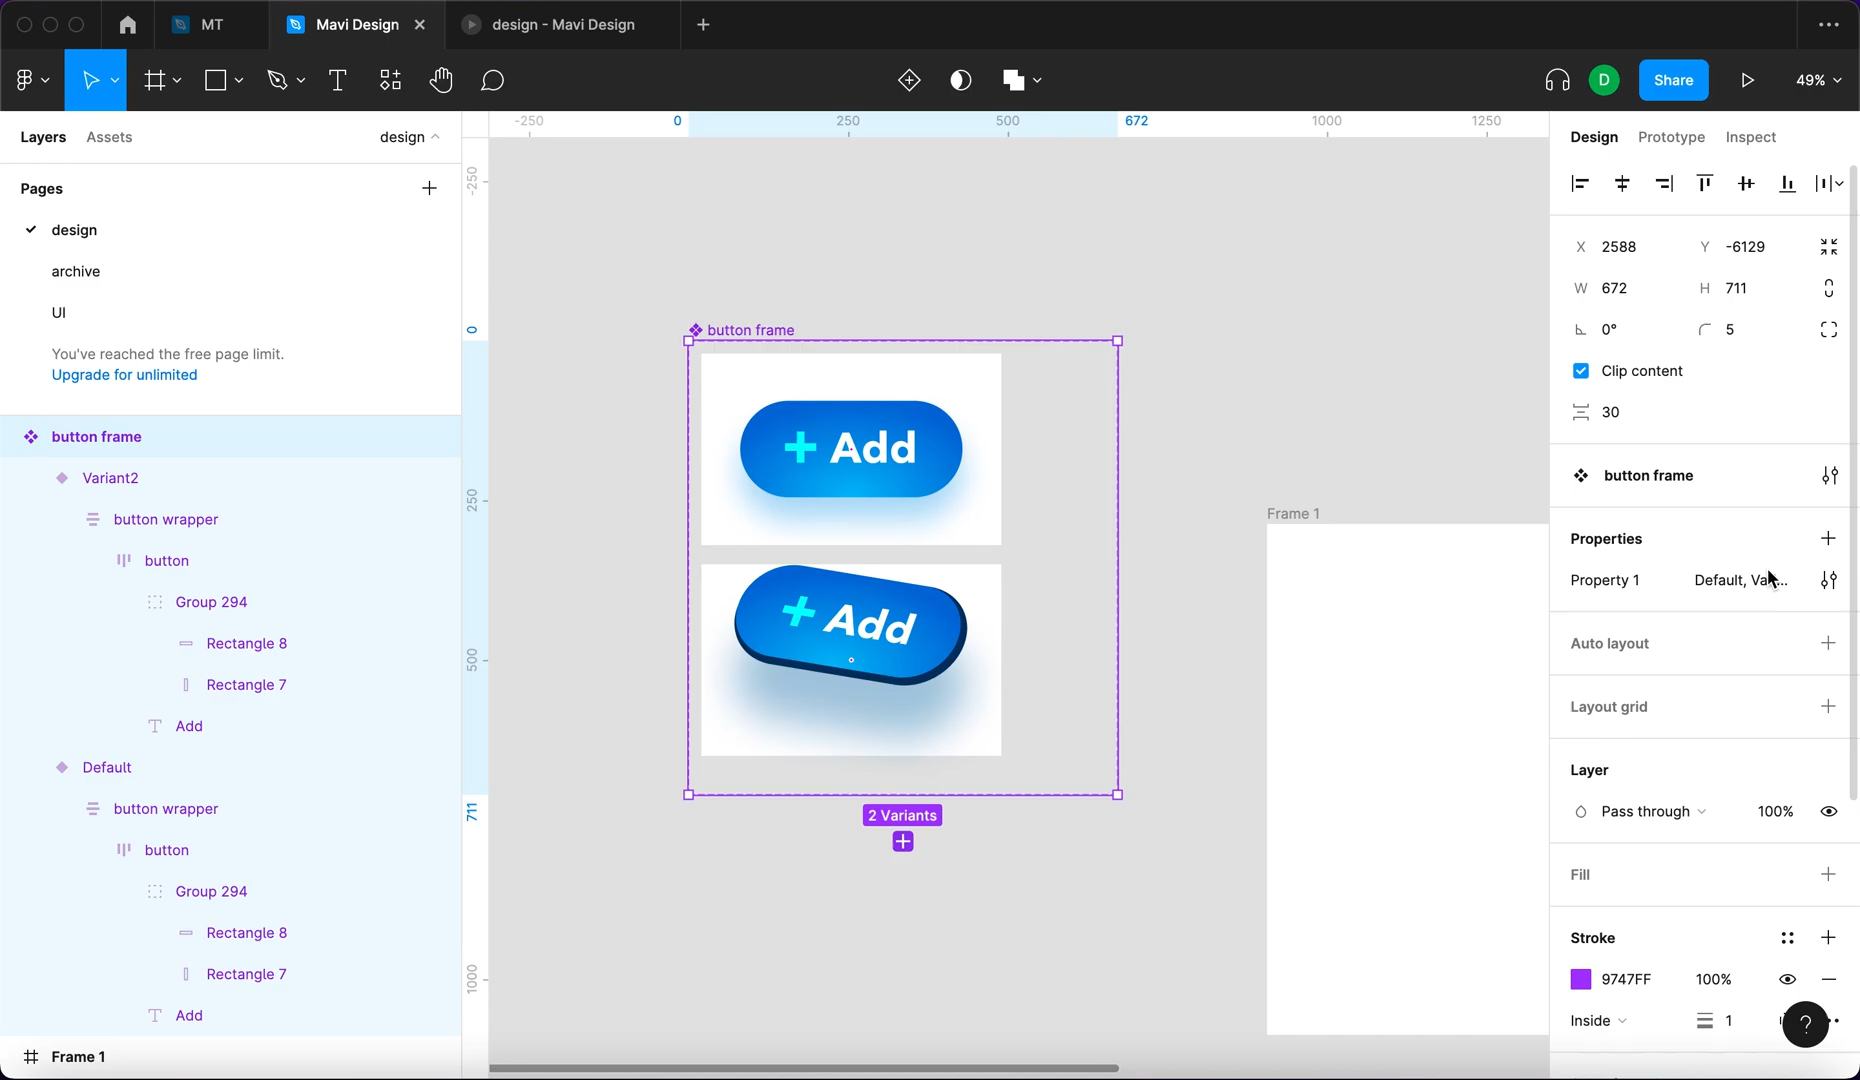 MT
Mavi Design
design - Mavi Design
D
Share
49%
Layers
Assets
design
-250
0
250
500
672
1000
1250
Design
Prototype
Inspect
Pages
design
archive
UI
You've reached the free page limit.
Upgrade for unlimited
button frame
Variant2
button wrapper
button
Group 294
Rectangle 8
Rectangle 7
Add
Default
button wrapper
button
Group 294
Rectangle 8
Rectangle 7
Add
Frame 1
-250
0
250
500
711
1000
button frame
+ Add
+ Add
2 Variants
Frame 1
X 2588
Y -6129
W 672
H 711
0°
5
Clip content
30
button frame
Properties
Property 1
Default, Va...
Auto layout
Layout grid
Layer
Pass through
100%
Fill
Stroke
9747FF
100%
Inside
1
?